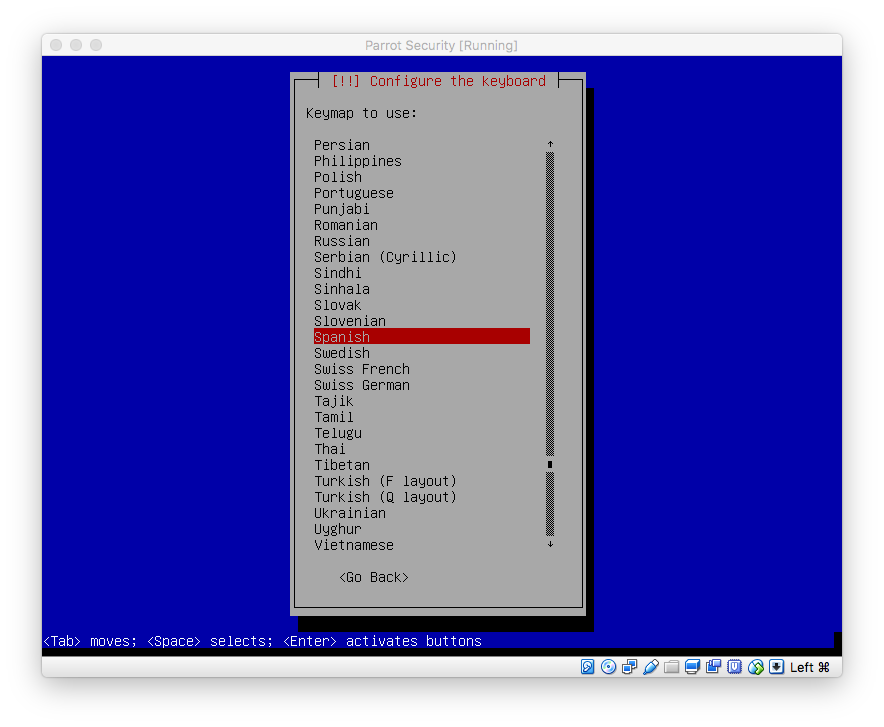 Parrot Security [Running]
[!!] Configure the keyboard
Keymap to use:
Persian
Philippines
Polish
Portuguese
Punjabi
Romanian
Russian
Serbian (Cyrillic)
Sindhi
Sinhala
Slovak
Slovenian
Spanish
Swedish
Swiss French
Swiss German
Tajik
Tamil
Telugu
Thai
Tibetan
Turkish (F layout)
Turkish (Q layout)
Ukrainian
Uyghur
Vietnamese
<Go Back>
<Tab> moves; <Space> selects; <Enter> activates buttons
Left ⌘